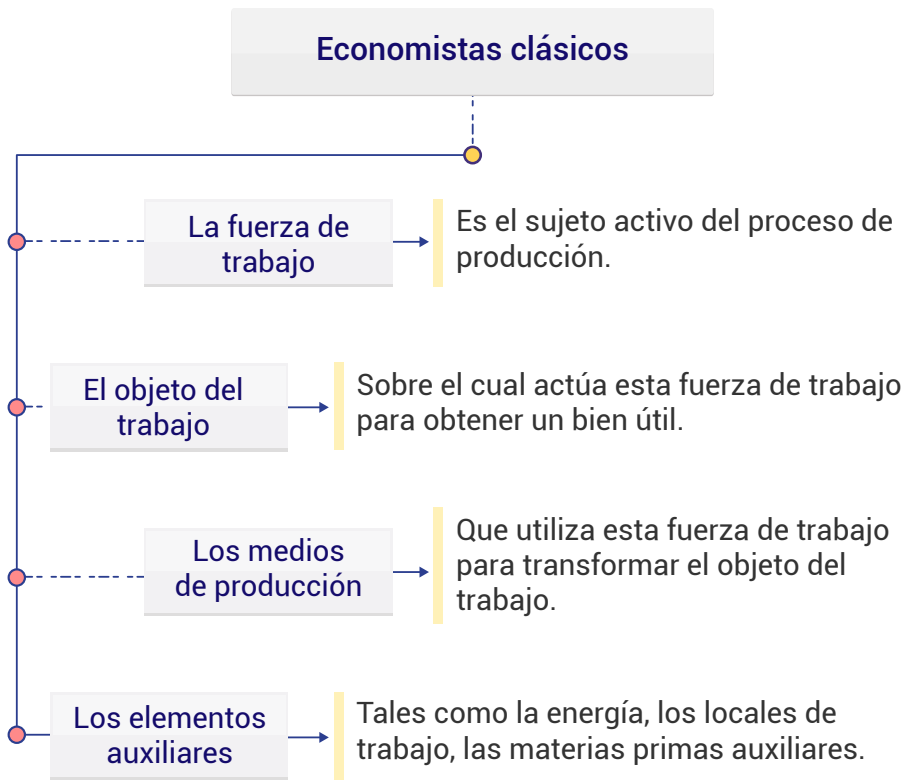 Economistas clásicos
La fuerza de
trabajo
Es el sujeto activo del proceso de
producción.
El objeto del
trabajo
Sobre el cual actúa esta fuerza de trabajo
para obtener un bien útil.
Los medios
de producción
Que utiliza esta fuerza de trabajo
para transformar el objeto del
trabajo.
Los elementos
auxiliares
Tales como la energía, los locales de
trabajo, las materias primas auxiliares.